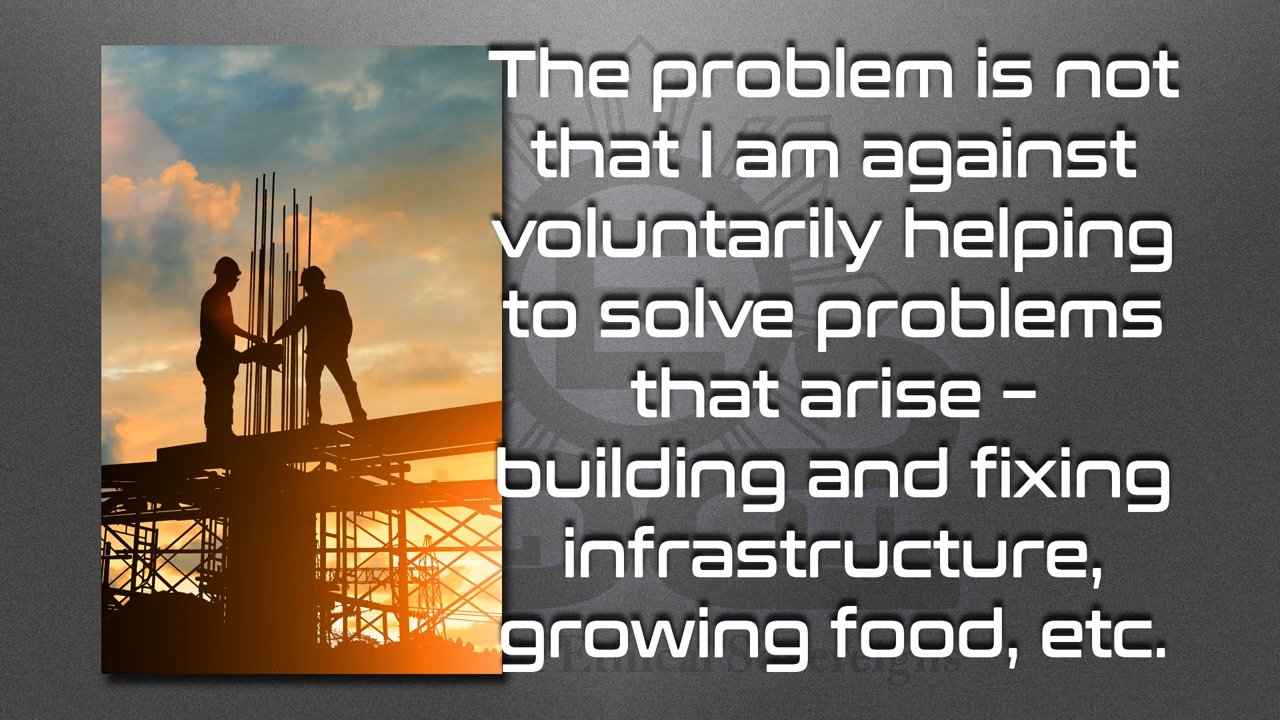 The problem is not
that I am against
voluntarily helping
to solve problems
that arise –
building and fixing
infrastructure,
growing food, etc.